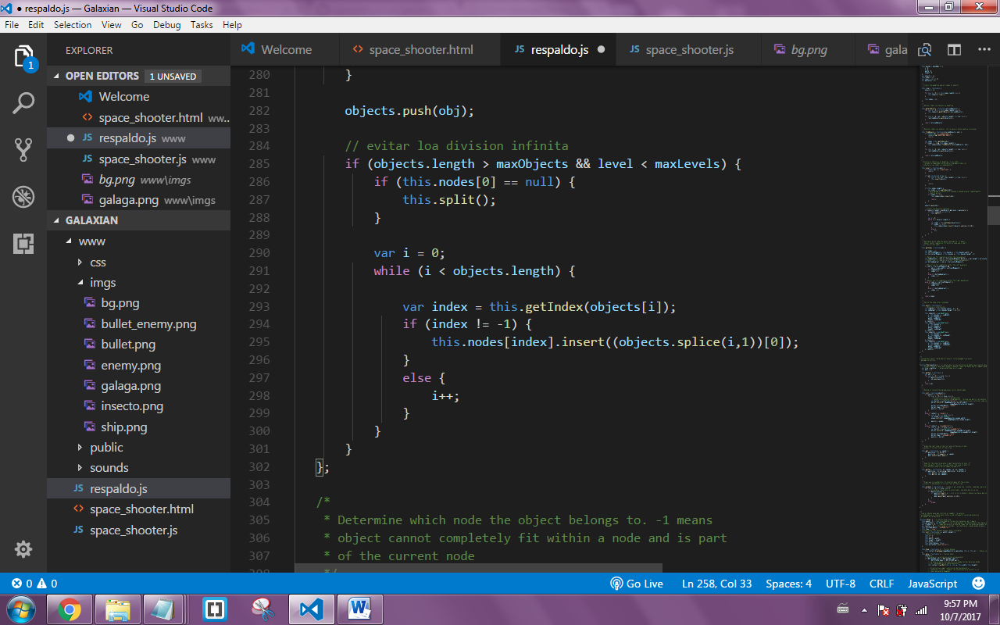 respaldo.js — Galaxian — Visual Studio Code
File Edit Selection View Go Debug Tasks Help
1
EXPLORER
OPEN EDITORS 1 UNSAVED
Welcome
space_shooter.html ww...
respaldo.js www
space_shooter.js www
bg.png www\imgs
galaga.png www\imgs
GALAXIAN
www
css
imgs
bg.png
bullet_enemy.png
bullet.png
enemy.png
galaga.png
insecto.png
ship.png
public
sounds
JS respaldo.js
space_shooter.html
JS space_shooter.js
Welcome space_shooter.html JS respaldo.js JS space_shooter.js bg.png gala
280 }
281
282 objects.push(obj);
283
284 // evitar loa division infinita
285 if (objects.length > maxObjects && level < maxLevels) {
286 if (this.nodes[0] == null) {
287 this.split();
288 }
289
290 var i = 0;
291 while (i < objects.length) {
292
293 var index = this.getIndex(objects[i]);
294 if (index != -1) {
295 this.nodes[index].insert((objects.splice(i,1))[0]);
296 }
297 else {
298 i++;
299 }
300 }
301 }
302 };
303
304 /*
305 * Determine which node the object belongs to. -1 means
306 * object cannot completely fit within a node and is part
307 * of the current node
308 */
0 0 Go Live Ln 258, Col 33 Spaces: 4 UTF-8 CRLF JavaScript
9:57 PM
10/7/2017